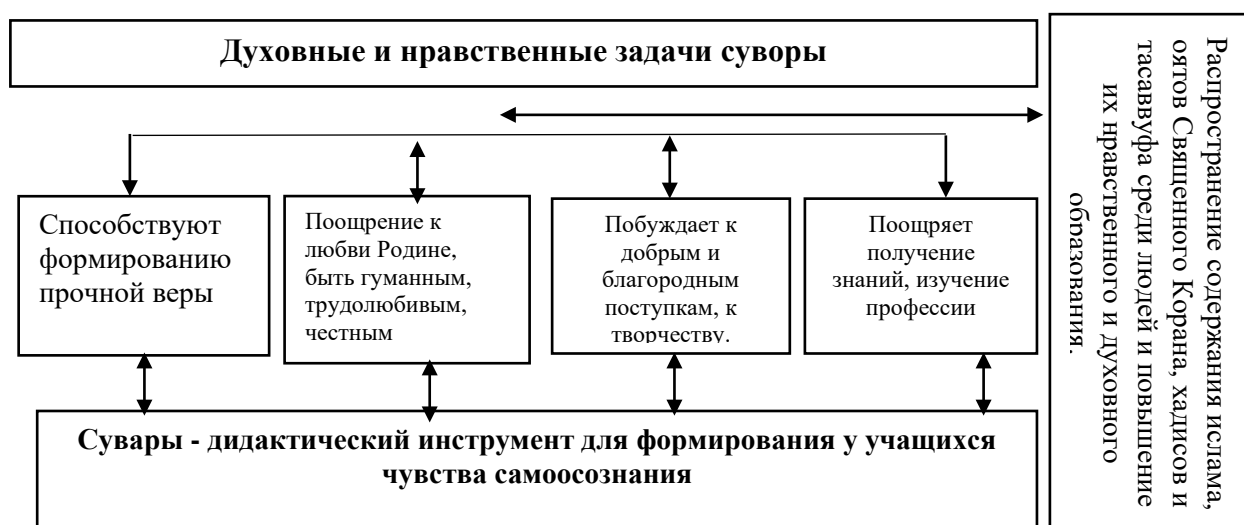 Духовные и нравственные задачи суворы
Способствуют
формированию
прочной веры
Поощрение к
любви Родине,
быть гуманным,
трудолюбивым,
честным
Побуждает к
добрым и
благородным
поступкам, к
творчеству.
Поощряет
получение
знаний, изучение
профессии
Сувары - дидактический инструмент для формирования у учащихся
чувства самоосознания
Распространение содержания ислама,
оятов Священного Корана, хадисов и
тасаввуфа среди людей и повышение
их нравственного и духовного
образования.